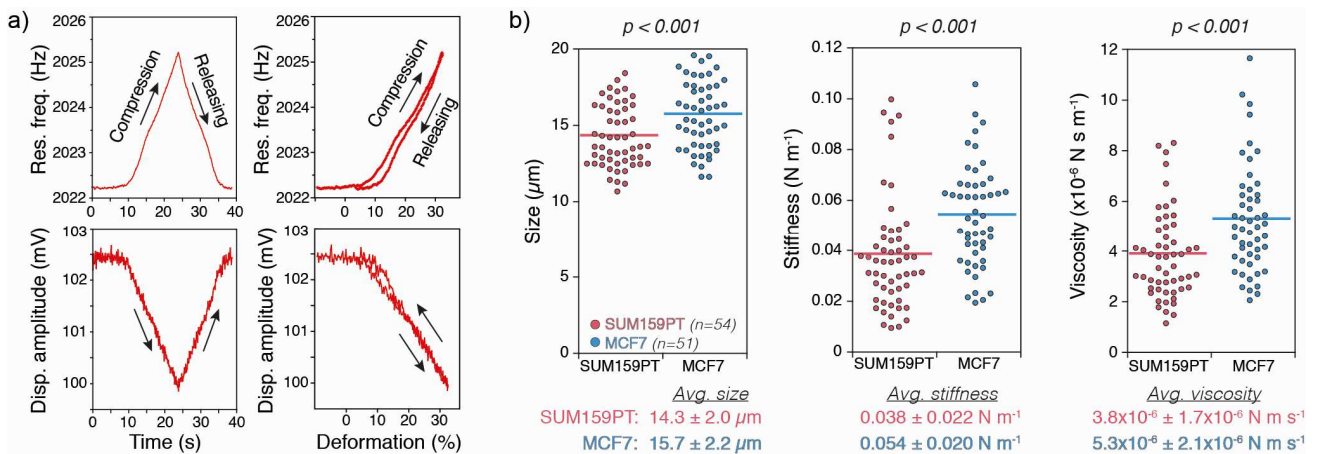 a)
Res. freq. (Hz)
2026
2025
2024
2023
2022
Compression
Releasing
0 10 20 30 40
Res. freq. (Hz)
2026
2025
2024
2023
2022
Compression
Releasing
0 10 20 30
Disp. amplitude (mV)
103
102
101
100
0 10 20 30 40
Time (s)
Disp. amplitude (mV)
103
102
101
100
0 10 20 30
Deformation (%)
b)
p < 0.001
Size (µm)
20
15
10
5
0
SUM159PT (n=54)
MCF7 (n=51)
SUM159PT MCF7
p < 0.001
Stiffness (N m-1)
0.12
0.10
0.08
0.06
0.04
0.02
0
SUM159PT MCF7
p < 0.001
Viscosity (x10-6 N s m-1)
12
10
8
6
4
2
0
SUM159PT MCF7
Avg. size Avg. stiffness Avg. viscosity
SUM159PT: 14.3 ± 2.0 µm 0.038 ± 0.022 N m-1 3.8x10-6 ± 1.7x10-6 N m s-1
MCF7: 15.7 ± 2.2 µm 0.054 ± 0.020 N m-1 5.3x10-6 ± 2.1x10-6 N m s-1